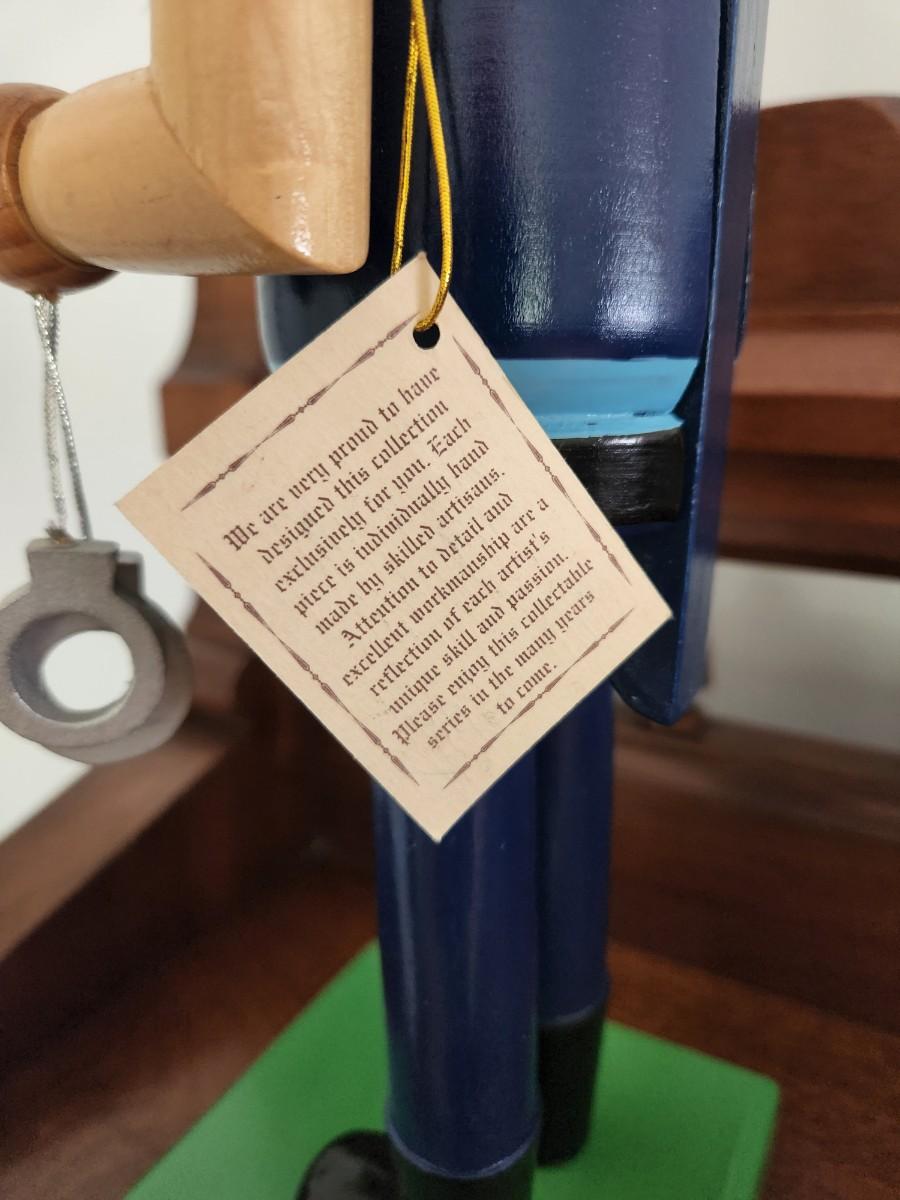 We are very proud to have
designed this collection
exclusively for you. Each
piece is individually hand
made by skilled artisans.
Attention to detail and
excellent workmanship are a
reflection of each artist's
unique skill and passion.
Please enjoy this collectable
series in the many years
to come.